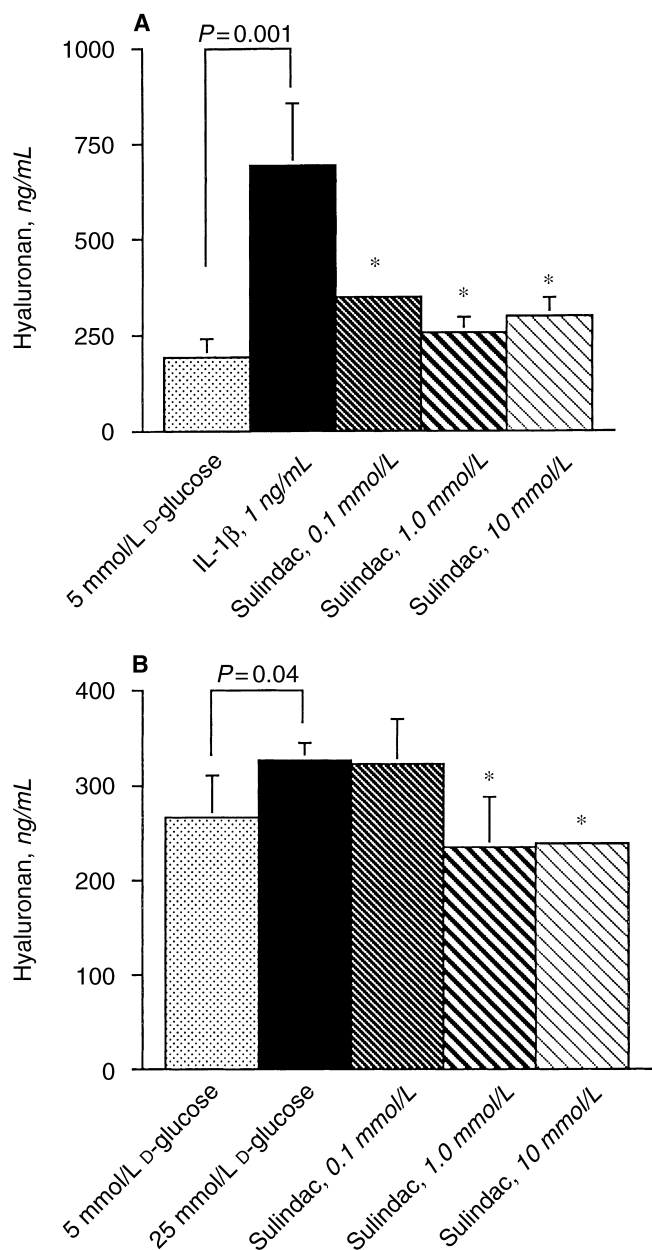 A
P=0.001
1000
750
500
250
0
Hyaluronan, ng/mL
*
*
*
5 mmol/L D-glucose
IL-1β, 1 ng/mL
Sulindac, 0.1 mmol/L
Sulindac, 1.0 mmol/L
Sulindac, 10 mmol/L
B
P=0.04
400
300
200
100
0
Hyaluronan, ng/mL
*
*
5 mmol/L D-glucose
25 mmol/L D-glucose
Sulindac, 0.1 mmol/L
Sulindac, 1.0 mmol/L
Sulindac, 10 mmol/L